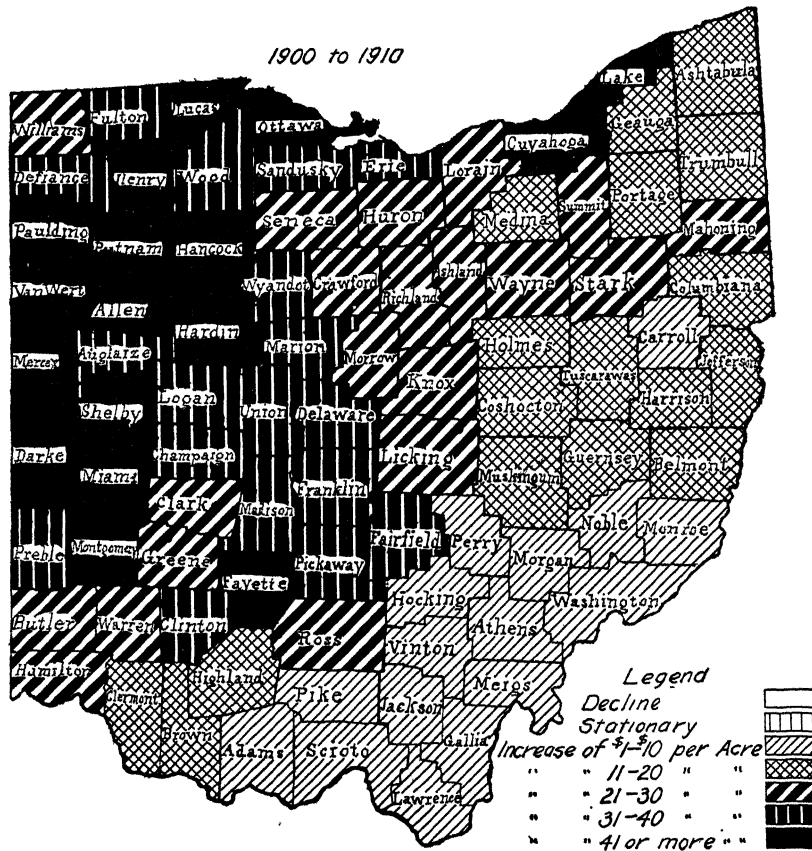 1900 to 1910
Lake
Ashtabula
Lucas
Fulton
Williams
Ottawa
Geauga
Cuyahoga
Trumbull
Defiance
Henry
Wood
Sandusky
Erie
Lorain
Portage
Summit
Seneca
Huron
Medina
Mahoning
Paulding
Putnam
Hancock
Van Wert
Wyandot
Crawford
Richland
Ashland
Wayne
Stark
Columbiana
Allen
Hardin
Carroll
Mercer
Auglaize
Marion
Morrow
Holmes
Tuscarawas
Jefferson
Knox
Logan
Shelby
Union
Delaware
Coshocton
Harrison
Darke
Champaign
Licking
Guernsey
Belmont
Miami
Franklin
Muskingum
Clark
Madison
Noble
Monroe
Preble
Montgomey
Greene
Pickaway
Fairfield
Perry
Morgan
Fayette
Hocking
Washington
Butler
Warren
Clinton
Ross
Athens
Vinton
Hamilton
Highland
Meigs
Clermont
Pike
Jackson
Brown
Adams
Scioto
Gallia
Lawrence
Legend
Decline
Stationary
Increase of $1-$10 per Acre
" " 11-20 " "
" " 21-30 " "
" " 31-40 " "
" " 41 or more " "